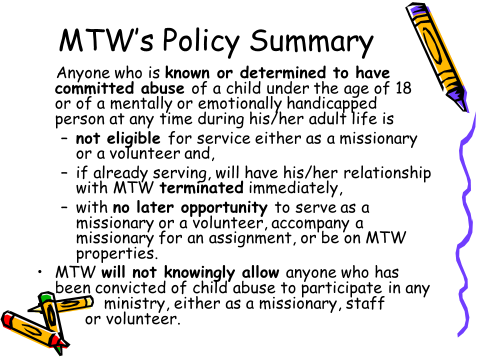 MTW's Policy Summary
Anyone who is known or determined to have
committed abuse of a child under the age of 18
or of a mentally or emotionally handicapped
person at any time during his/her adult life is
– not eligible for service either as a missionary
or a volunteer and,
– if already serving, will have his/her relationship
with MTW terminated immediately,
– with no later opportunity to serve as a
missionary or a volunteer, accompany a
missionary for an assignment, or be on MTW
properties.
• MTW will not knowingly allow anyone who has
been convicted of child abuse to participate in any
ministry, either as a missionary, staff
or volunteer.